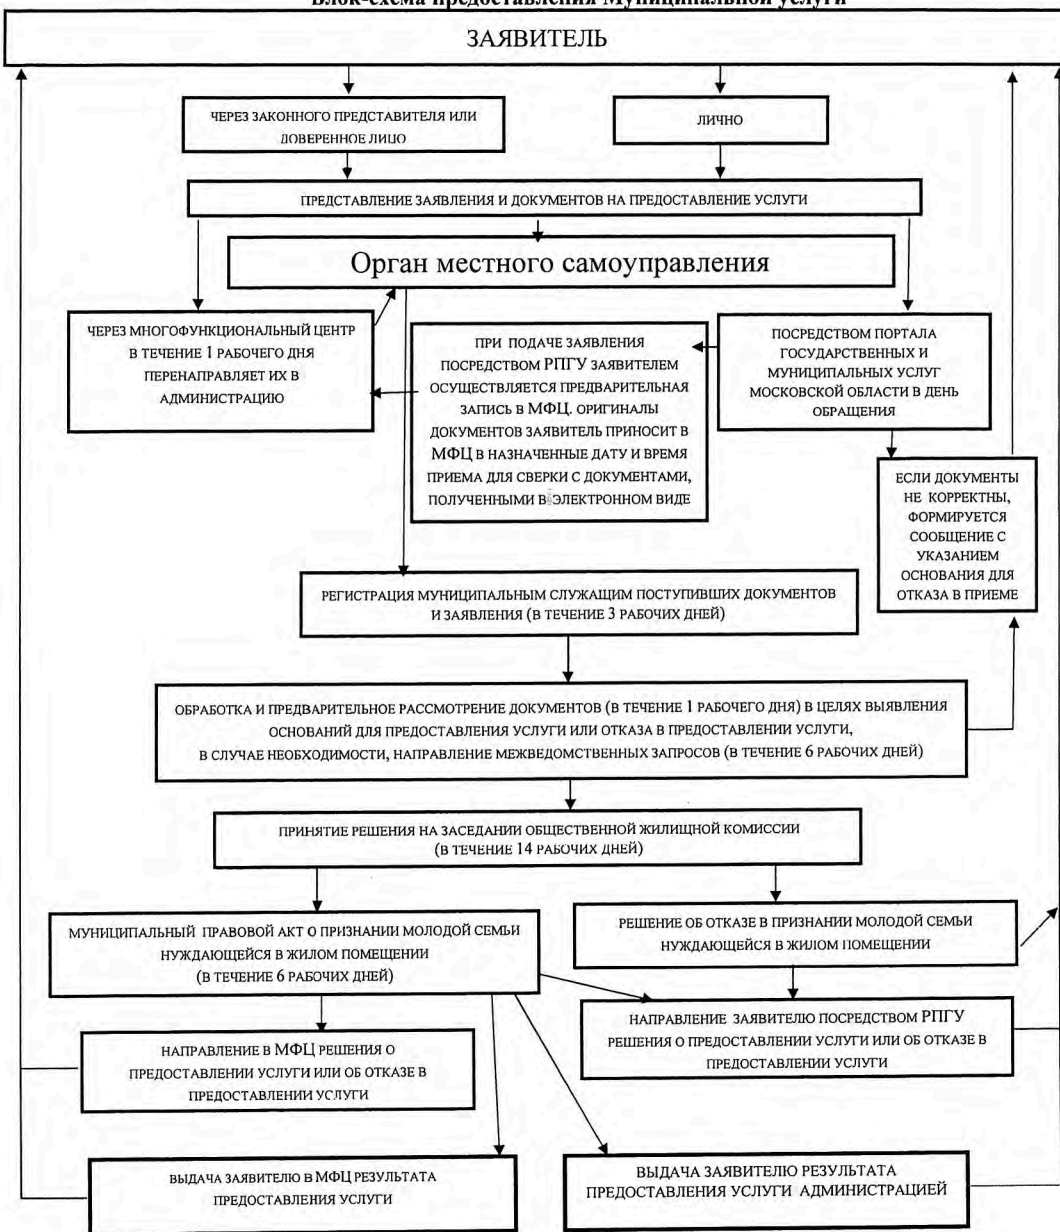 Блок-схема предоставления Муниципальной услуги
ЗАЯВИТЕЛЬ
ЧЕРЕЗ ЗАКОННОГО ПРЕДСТАВИТЕЛЯ ИЛИ
ДОВЕРЕННОЕ ЛИЦО
ЛИЧНО
ПРЕДСТАВЛЕНИЕ ЗАЯВЛЕНИЯ И ДОКУМЕНТОВ НА ПРЕДОСТАВЛЕНИЕ УСЛУГИ
Орган местного самоуправления
ЧЕРЕЗ МНОГОФУНКЦИОНАЛЬНЫЙ ЦЕНТР
В ТЕЧЕНИЕ 1 РАБОЧЕГО ДНЯ
ПЕРЕНАПРАВЛЯЕТ ИХ В
АДМИНИСТРАЦИЮ
ПРИ ПОДАЧЕ ЗАЯВЛЕНИЯ
ПОСРЕДСТВОМ РПГУ ЗАЯВИТЕЛЕМ
ОСУЩЕСТВЛЯЕТСЯ ПРЕДВАРИТЕЛЬНАЯ
ЗАПИСЬ В МФЦ. ОРИГИНАЛЫ
ДОКУМЕНТОВ ЗАЯВИТЕЛЬ ПРИНОСИТ В
МФЦ В НАЗНАЧЕННЫЕ ДАТУ И ВРЕМЯ
ПРИЕМА ДЛЯ СВЕРКИ С ДОКУМЕНТАМИ,
ПОЛУЧЕННЫМИ В ЭЛЕКТРОННОМ ВИДЕ
ПОСРЕДСТВОМ ПОРТАЛА
ГОСУДАРСТВЕННЫХ И
МУНИЦИПАЛЬНЫХ УСЛУГ
МОСКОВСКОЙ ОБЛАСТИ В ДЕНЬ
ОБРАЩЕНИЯ
ЕСЛИ ДОКУМЕНТЫ
НЕ КОРРЕКТНЫ,
ФОРМИРУЕТСЯ
СООБЩЕНИЕ С
УКАЗАНИЕМ
ОСНОВАНИЯ ДЛЯ
ОТКАЗА В ПРИЕМЕ
РЕГИСТРАЦИЯ МУНИЦИПАЛЬНЫМ СЛУЖАЩИМ ПОСТУПИВШИХ ДОКУМЕНТОВ
И ЗАЯВЛЕНИЯ (В ТЕЧЕНИЕ 3 РАБОЧИХ ДНЕЙ)
ОБРАБОТКА И ПРЕДВАРИТЕЛЬНОЕ РАССМОТРЕНИЕ ДОКУМЕНТОВ (В ТЕЧЕНИЕ 1 РАБОЧЕГО ДНЯ) В ЦЕЛЯХ ВЫЯВЛЕНИЯ
ОСНОВАНИЙ ДЛЯ ПРЕДОСТАВЛЕНИЯ УСЛУГИ ИЛИ ОТКАЗА В ПРЕДОСТАВЛЕНИИ УСЛУГИ,
В СЛУЧАЕ НЕОБХОДИМОСТИ, НАПРАВЛЕНИЕ МЕЖВЕДОМСТВЕННЫХ ЗАПРОСОВ (В ТЕЧЕНИЕ 6 РАБОЧИХ ДНЕЙ)
ПРИНЯТИЕ РЕШЕНИЯ НА ЗАСЕДАНИИ ОБЩЕСТВЕННОЙ ЖИЛИЩНОЙ КОМИССИИ
(В ТЕЧЕНИЕ 14 РАБОЧИХ ДНЕЙ)
МУНИЦИПАЛЬНЫЙ ПРАВОВОЙ АКТ О ПРИЗНАНИИ МОЛОДОЙ СЕМЬИ
НУЖДАЮЩЕЙСЯ В ЖИЛОМ ПОМЕЩЕНИИ
(В ТЕЧЕНИЕ 6 РАБОЧИХ ДНЕЙ)
РЕШЕНИЕ ОБ ОТКАЗЕ В ПРИЗНАНИИ МОЛОДОЙ СЕМЬИ
НУЖДАЮЩЕЙСЯ В ЖИЛОМ ПОМЕЩЕНИИ
НАПРАВЛЕНИЕ ЗАЯВИТЕЛЮ ПОСРЕДСТВОМ РПГУ
РЕШЕНИЯ О ПРЕДОСТАВЛЕНИИ УСЛУГИ ИЛИ ОБ ОТКАЗЕ В
ПРЕДОСТАВЛЕНИИ УСЛУГИ
НАПРАВЛЕНИЕ В МФЦ РЕШЕНИЯ О
ПРЕДОСТАВЛЕНИИ УСЛУГИ ИЛИ ОБ ОТКАЗЕ В
ПРЕДОСТАВЛЕНИИ УСЛУГИ
ВЫДАЧА ЗАЯВИТЕЛЮ В МФЦ РЕЗУЛЬТАТА
ПРЕДОСТАВЛЕНИЯ УСЛУГИ
ВЫДАЧА ЗАЯВИТЕЛЮ РЕЗУЛЬТАТА
ПРЕДОСТАВЛЕНИЯ УСЛУГИ АДМИНИСТРАЦИЕЙ